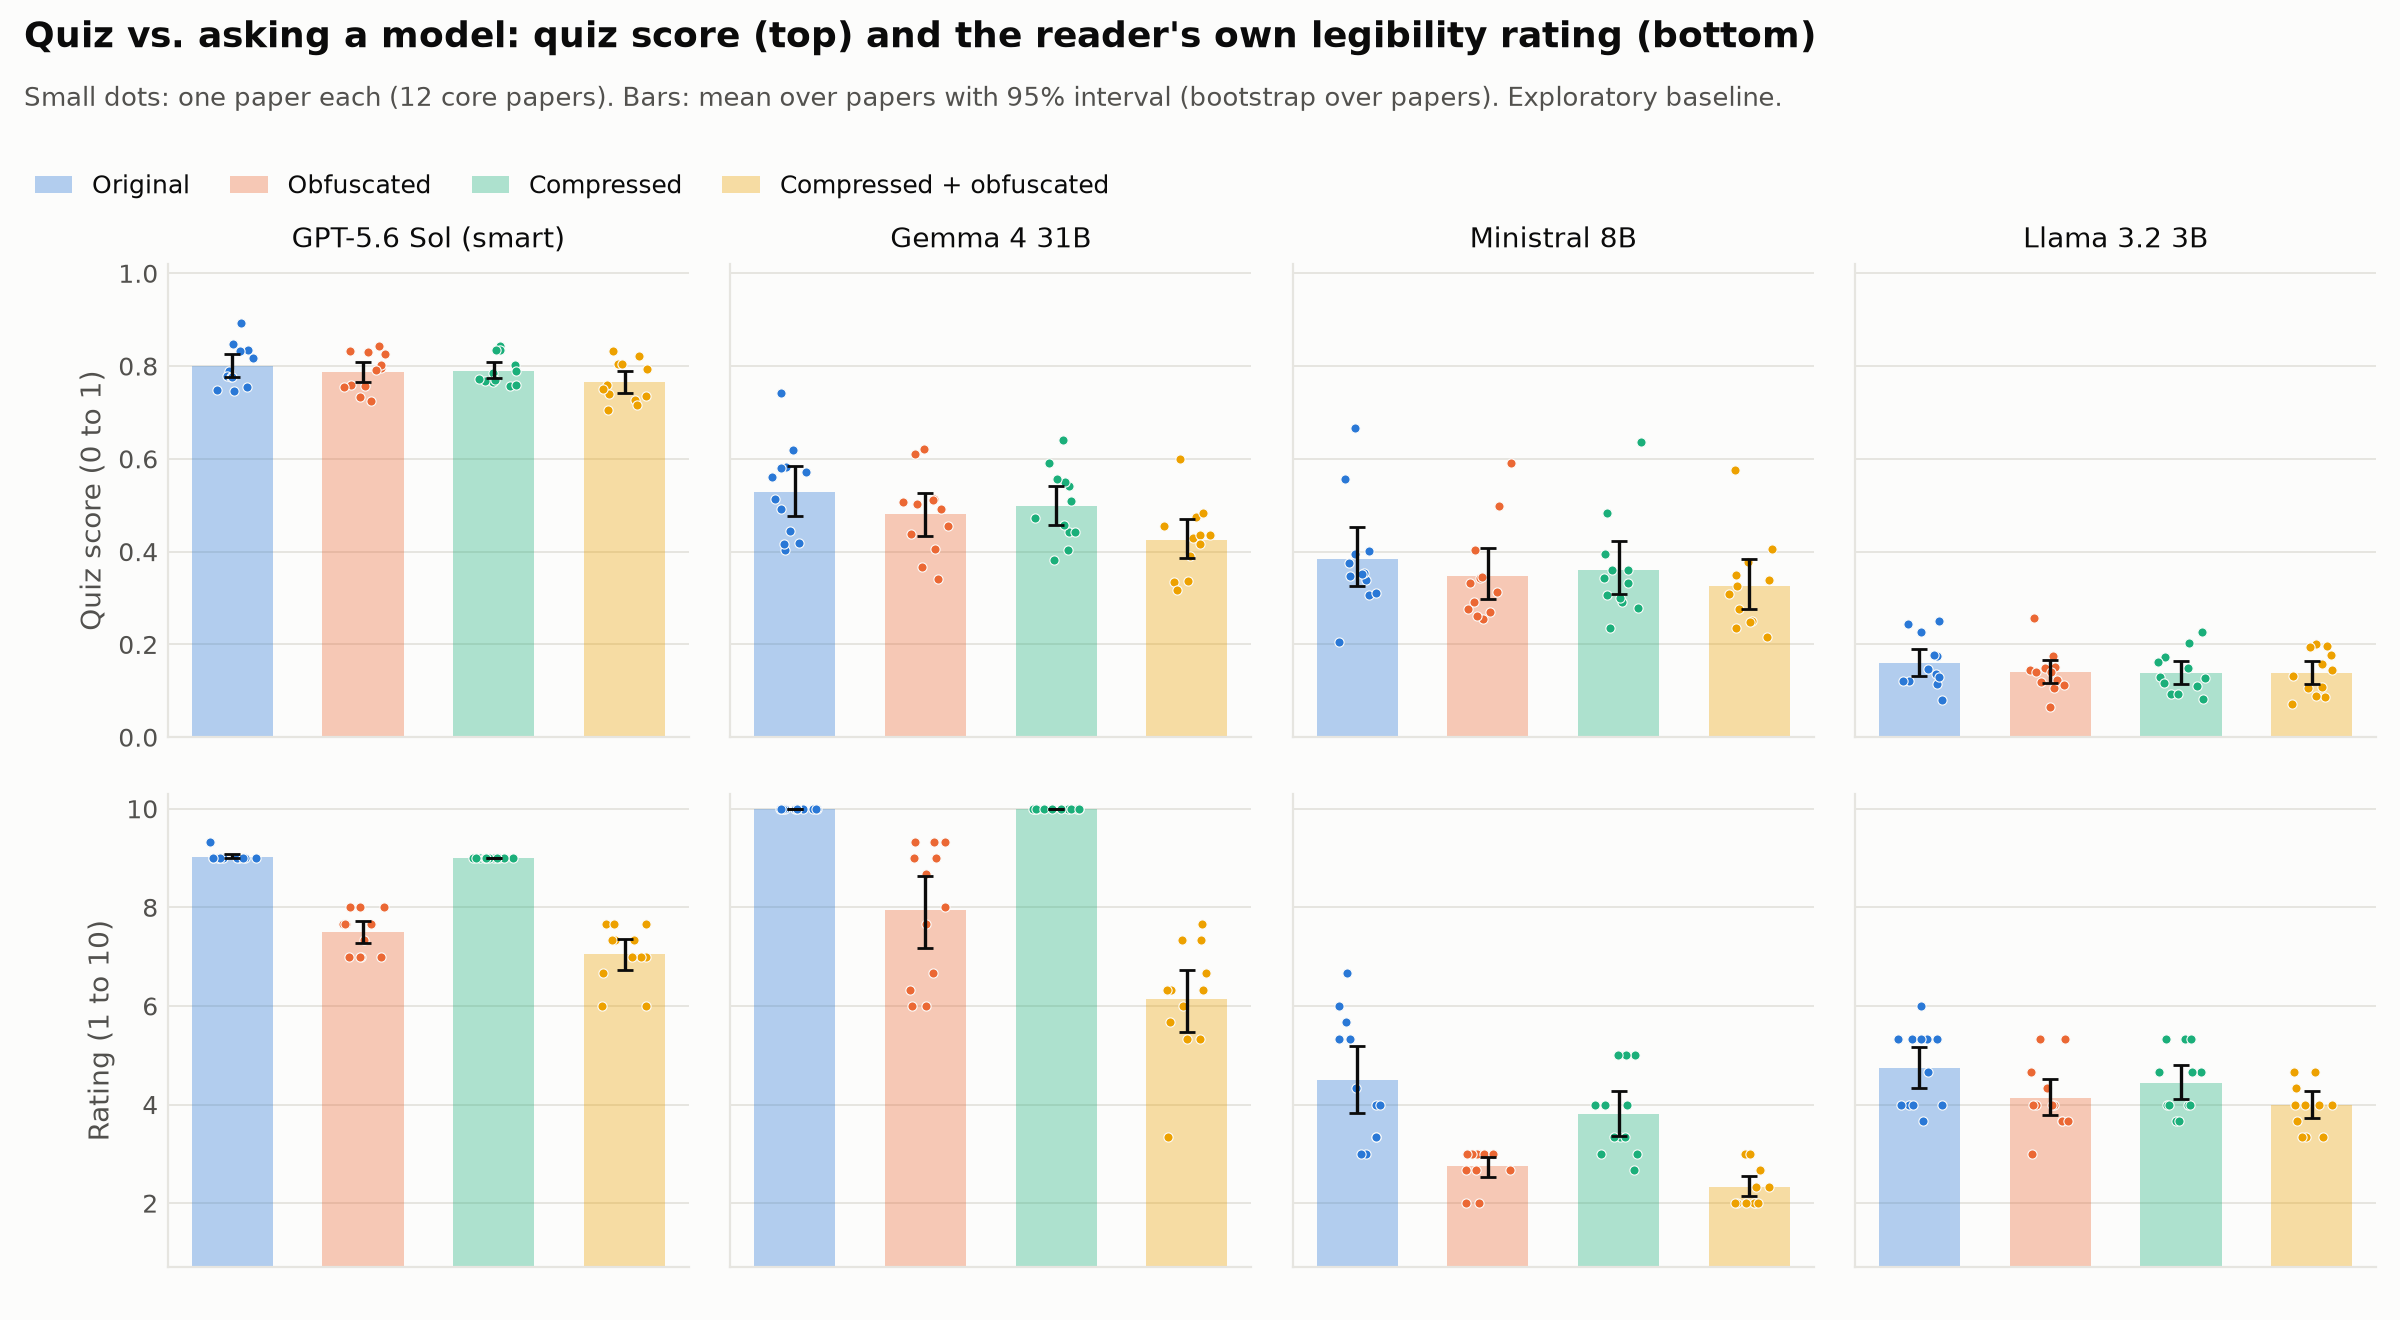 Quiz vs. asking a model: quiz score (top) and the reader's own legibility rating (bottom)
Small dots: one paper each (12 core papers). Bars: mean over papers with 95% interval (bootstrap over papers). Exploratory baseline.
Original Obfuscated Compressed Compressed + obfuscated
GPT-5.6 Sol (smart) Gemma 4 31B Ministral 8B Llama 3.2 3B
Quiz score (0 to 1)
1.0
0.8
0.6
0.4
0.2
0.0
Rating (1 to 10)
10
8
6
4
2